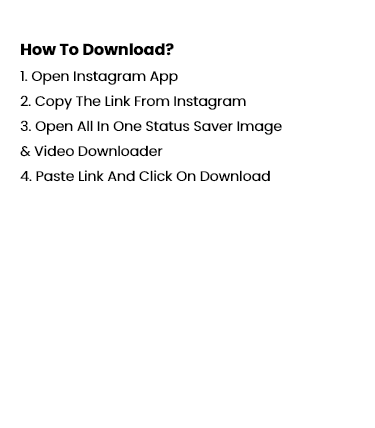 How To Download?
1. Open Instagram App
2. Copy The Link From Instagram
3. Open All In One Status Saver Image
& Video Downloader
4. Paste Link And Click On Download